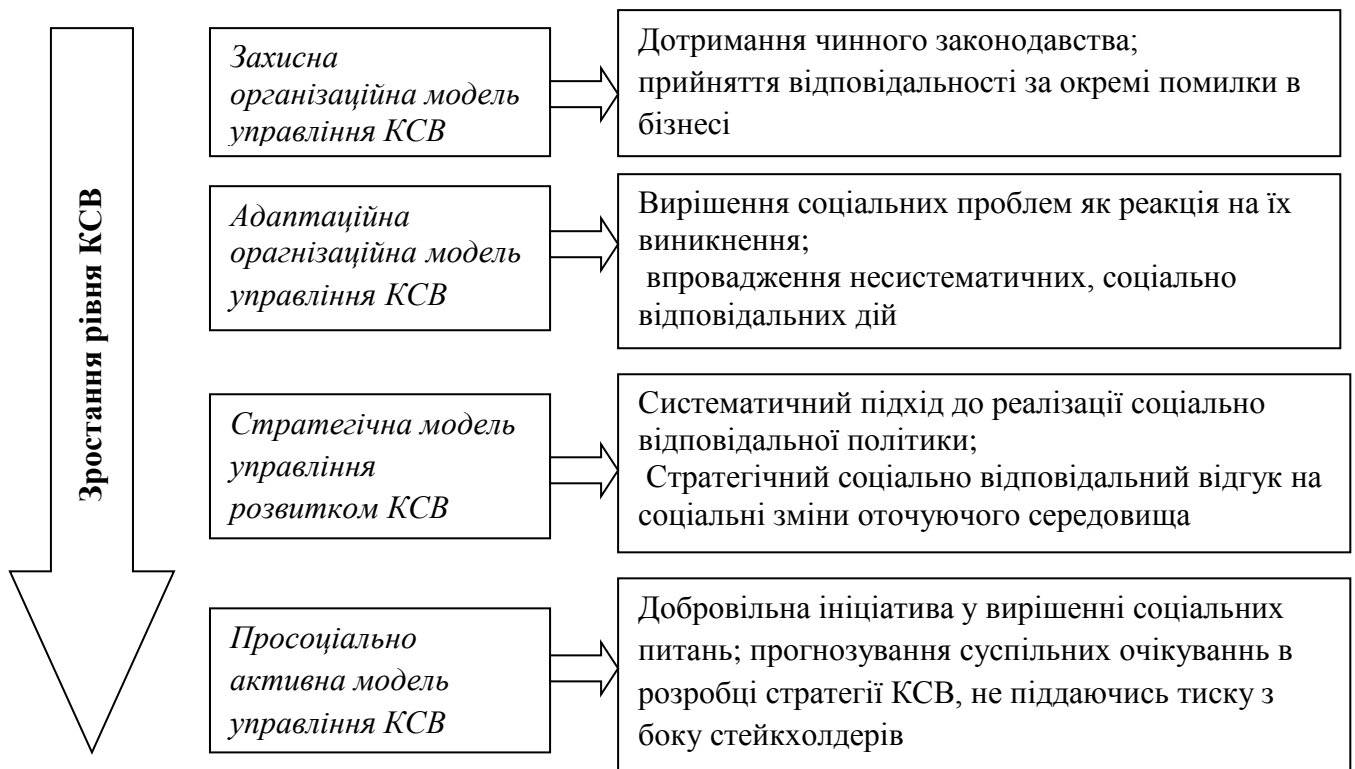 Зростання рівня КСВ
Захисна
організаційна модель
управління КСВ
Дотримання чинного законодавства;
прийняття відповідальності за окремі помилки в
бізнесі
Адаптаційна
орагнізаційна модель
управління КСВ
Вирішення соціальних проблем як реакція на їх
виникнення;
впровадження несистематичних, соціально
відповідальних дій
Стратегічна модель
управління
розвитком КСВ
Систематичний підхід до реалізації соціально
відповідальної політики;
Стратегічний соціально відповідальний відгук на
соціальні зміни оточуючого середовища
Просоціально
активна модель
управління КСВ
Добровільна ініціатива у вирішенні соціальних
питань; прогнозування суспільних очікуваннь в
розробці стратегії КСВ, не піддаючись тиску з
боку стейкхолдерів